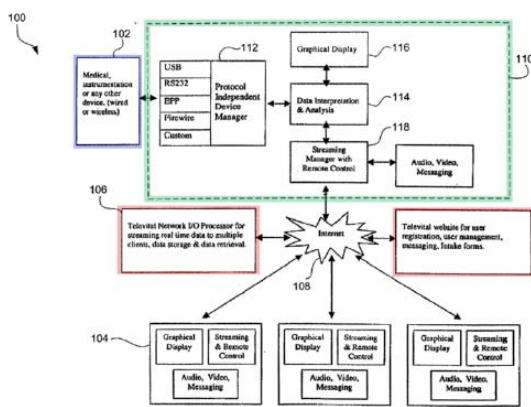 100
102
112
116
110
Medical,
instrumentation
or any other
device. (wired
or wireless)
USB
RS232
EPP
Firewire
Custom
Protocol
Independent
Device
Manager
Graphical Display
Data Interpretation
& Analysis
114
118
Streaming
Manager with
Remote Control
Audio, Video,
Messaging
106
Televital Network I/O Processor for
streaming real time data to multiple
clients, data storage & data retrieval.
Internet
108
Televital website for user
registration, user management,
messaging, Intake forms.
104
Graphical
Display
Streaming
& Remote
Control
Audio, Video,
Messaging
Graphical
Display
Streaming
& Remote
Control
Audio, Video,
Messaging
Graphical
Display
Streaming
& Remote
Control
Audio, Video,
Messaging